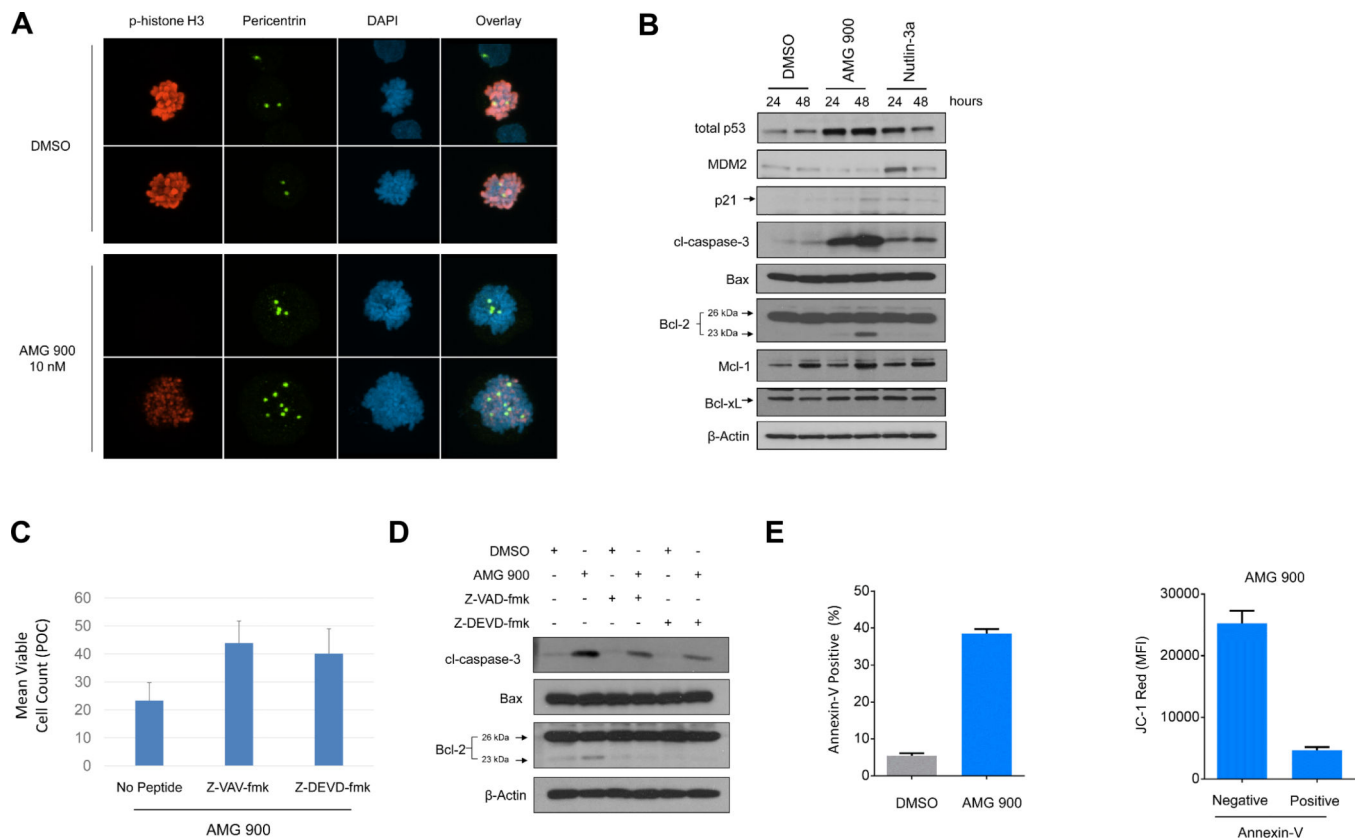 A
p-histone H3 Pericentrin DAPI Overlay
DMSO
AMG 900
10 nM
B
DMSO AMG 900 Nutlin-3a
24 48 24 48 24 48 hours
total p53
MDM2
p21
cl-caspase-3
Bax
Bcl-2
26 kDa
23 kDa
Mcl-1
Bcl-xL
β-Actin
C
Mean Viable
Cell Count (POC)
60
50
40
30
20
10
0
No Peptide Z-VAV-fmk Z-DEVD-fmk
AMG 900
D
DMSO + - + - + -
AMG 900 - + - + - +
Z-VAD-fmk - - + + - -
Z-DEVD-fmk - - - - + +
cl-caspase-3
Bax
Bcl-2
26 kDa
23 kDa
β-Actin
E
Annexin-V Positive (%)
50
40
30
20
10
0
DMSO AMG 900
AMG 900
JC-1 Red (MFI)
30000
20000
10000
0
Negative Positive
Annexin-V